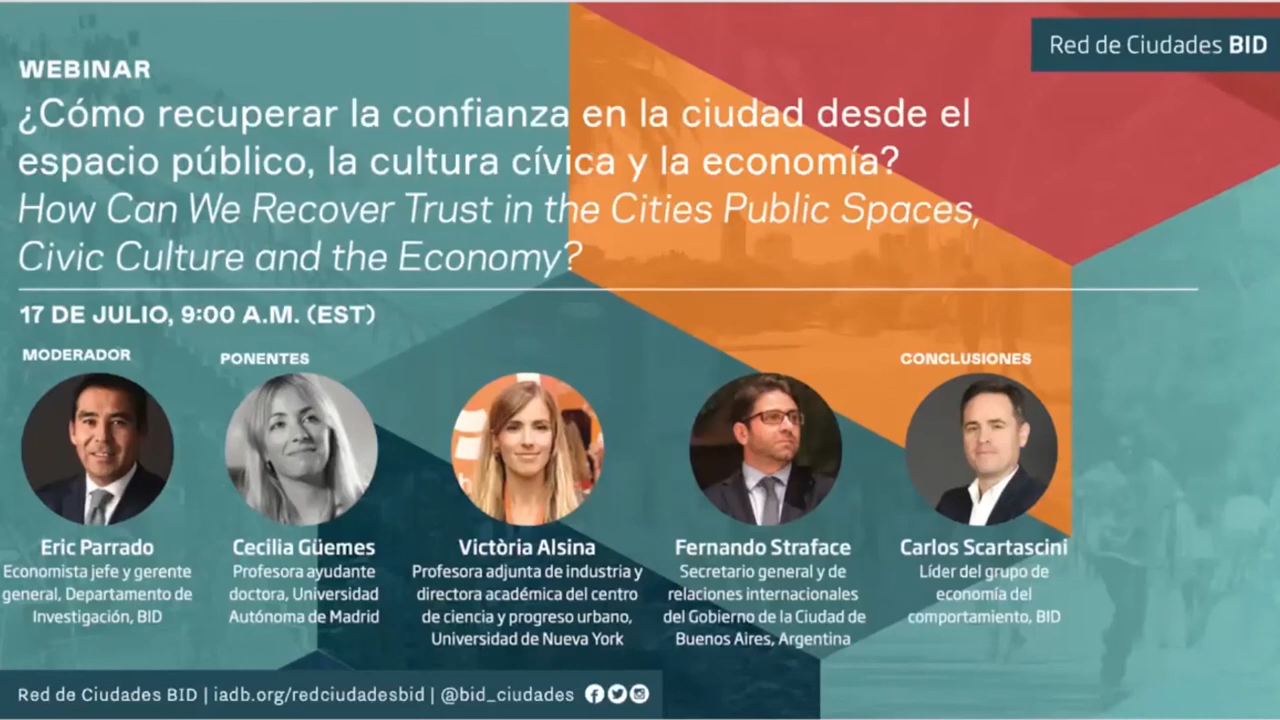 Red de Ciudades BID
WEBINAR
¿Cómo recuperar la confianza en la ciudad desde el
espacio público, la cultura cívica y la economía?
How Can We Recover Trust in the Cities Public Spaces,
Civic Culture and the Economy?
17 DE JULIO, 9:00 A.M. (EST)
MODERADOR
Eric Parrado
Economista jefe y gerente
general, Departamento de
Investigación, BID
PONENTES
Cecilia Güemes
Profesora ayudante
doctora, Universidad
Autónoma de Madrid
Victòria Alsina
Profesora adjunta de industria y
directora académica del centro
de ciencia y progreso urbano,
Universidad de Nueva York
Fernando Straface
Secretario general y de
relaciones internacionales
del Gobierno de la Ciudad de
Buenos Aires, Argentina
CONCLUSIONES
Carlos Scartascini
Líder del grupo de
economía del
comportamiento, BID
Red de Ciudades BID | iadb.org/redciudadesbid | @bid_ciudades